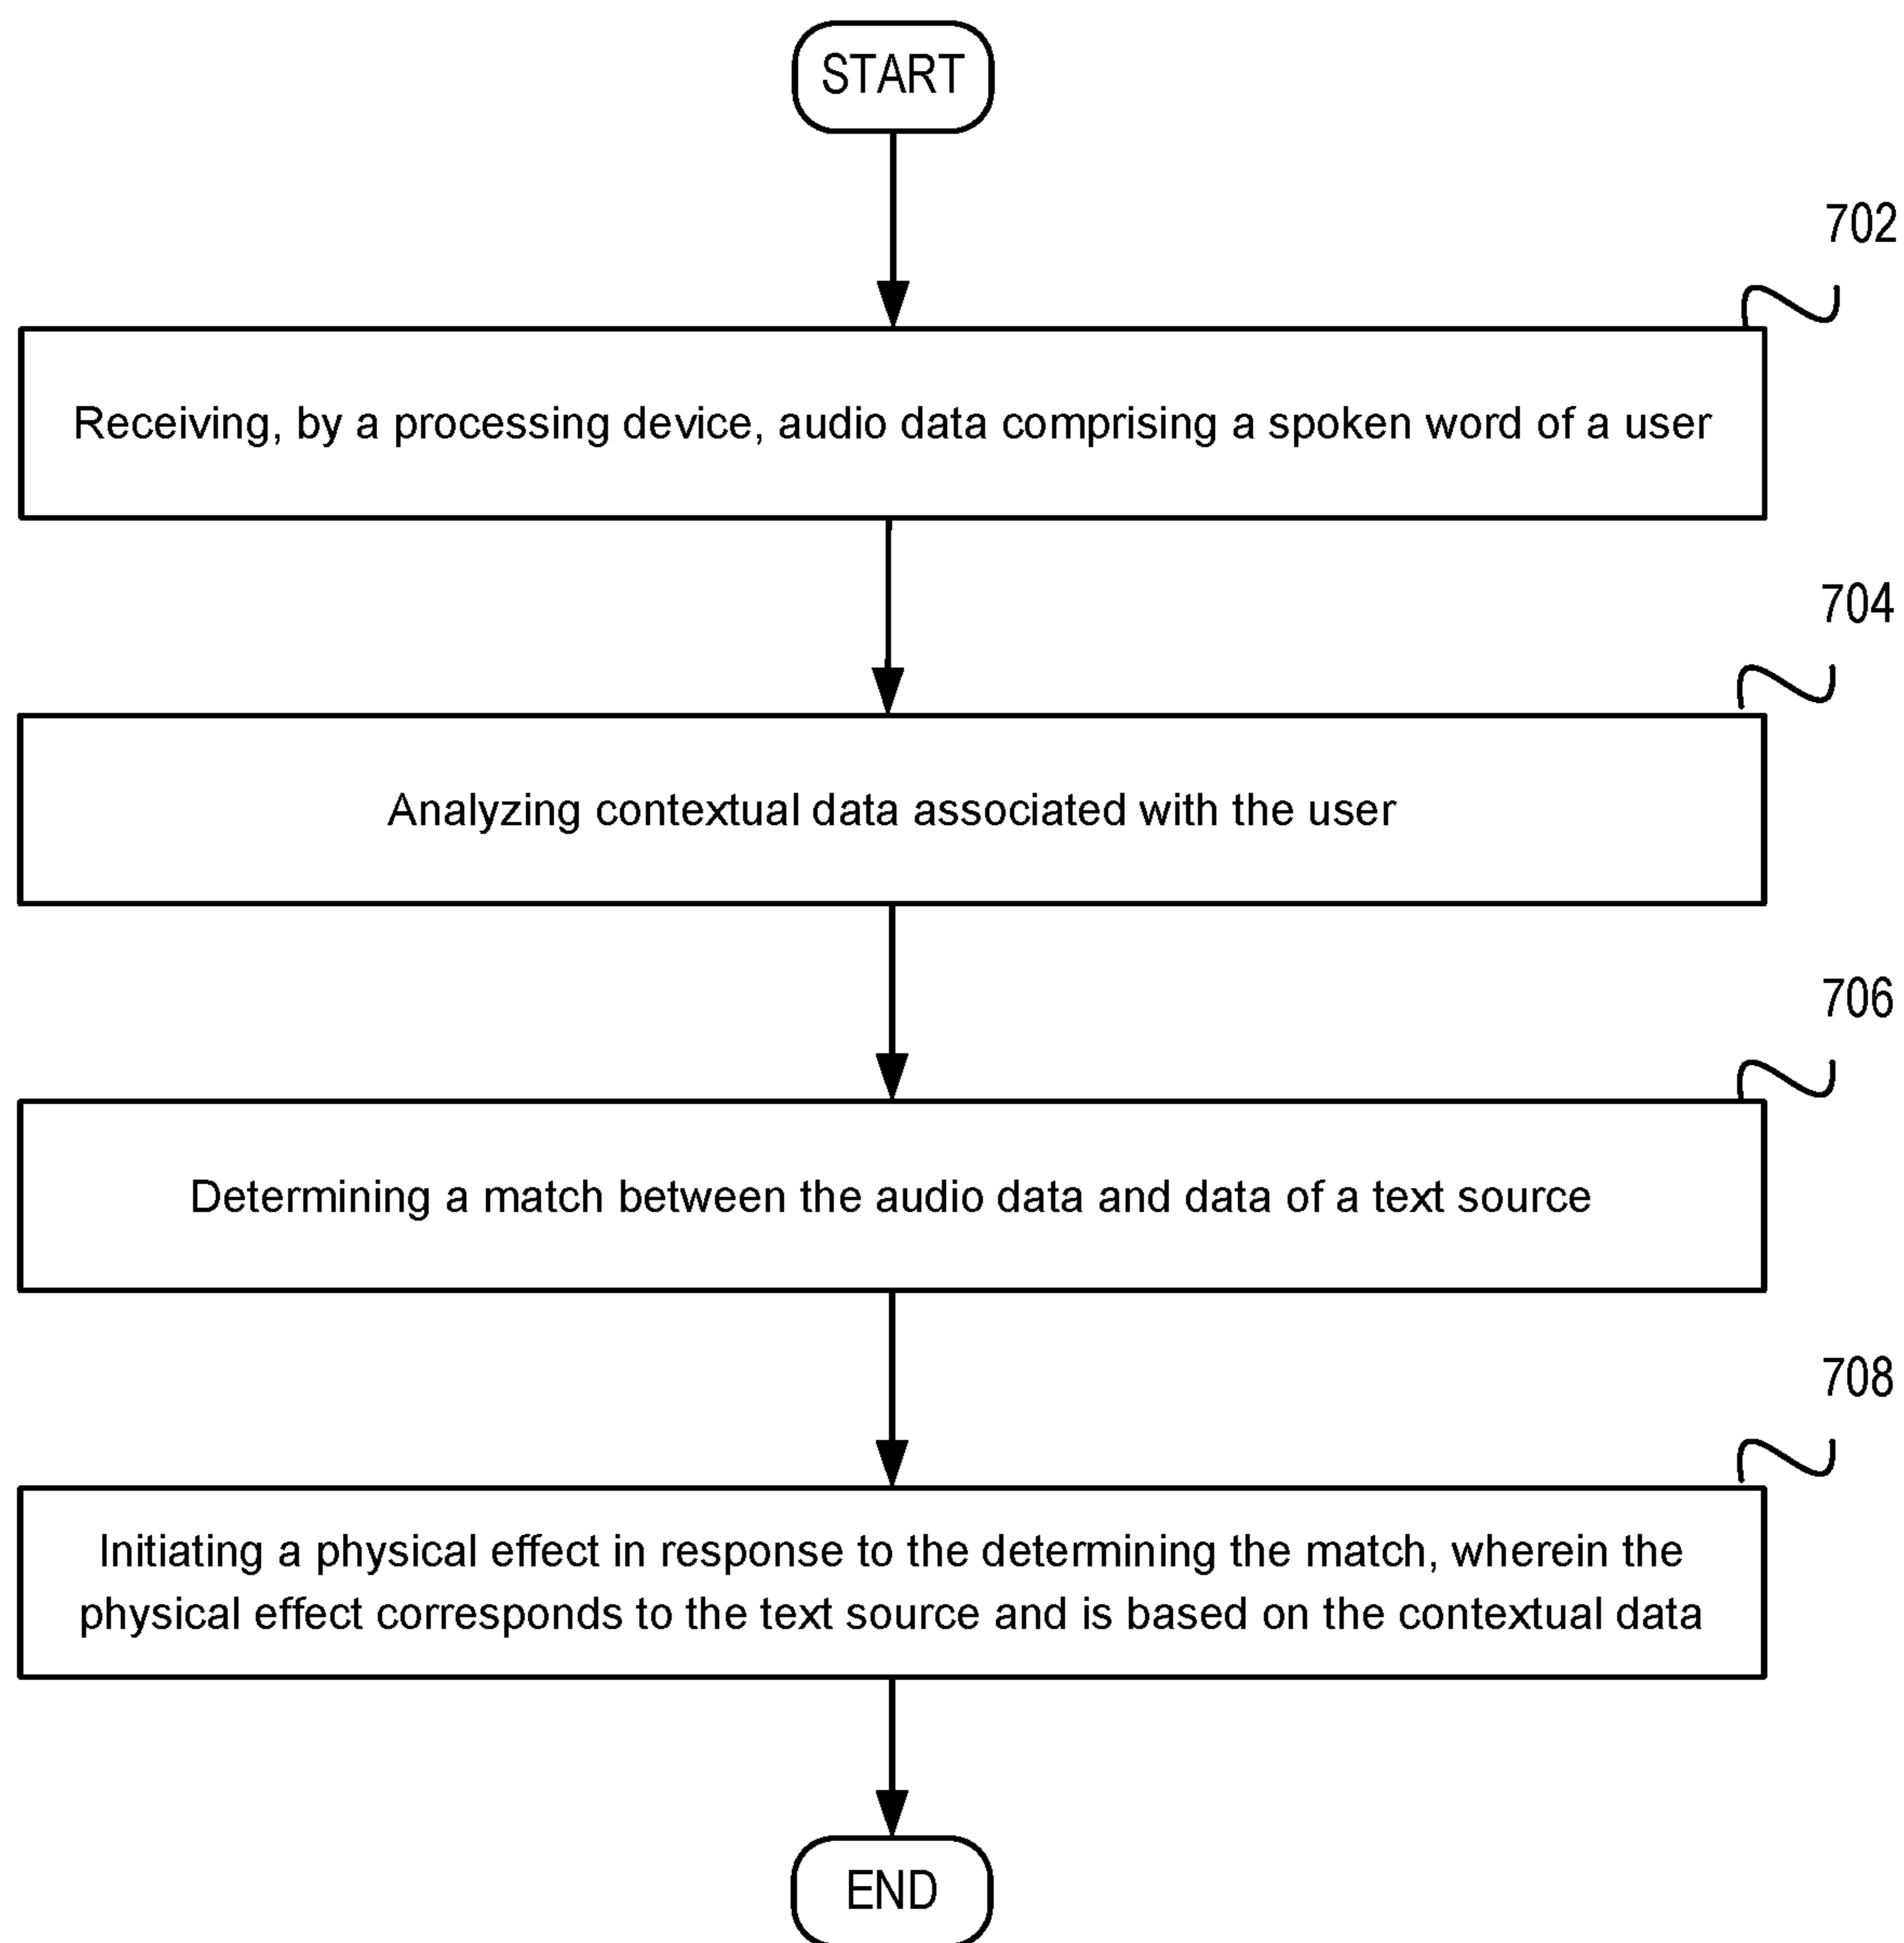 START
702
Receiving, by a processing device, audio data comprising a spoken word of a user
704
Analyzing contextual data associated with the user
706
Determining a match between the audio data and data of a text source
708
Initiating a physical effect in response to the determining the match, wherein the
physical effect corresponds to the text source and is based on the contextual data
END